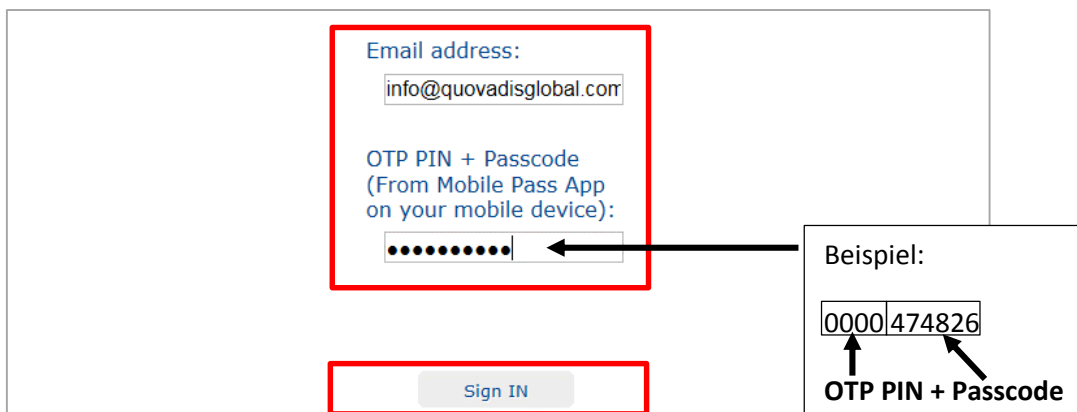 Email address:
info@quovadisglobal.com
OTP PIN + Passcode
(From Mobile Pass App
on your mobile device):
●●●●●●●●●●
Beispiel:
0000 474826
OTP PIN + Passcode
Sign IN